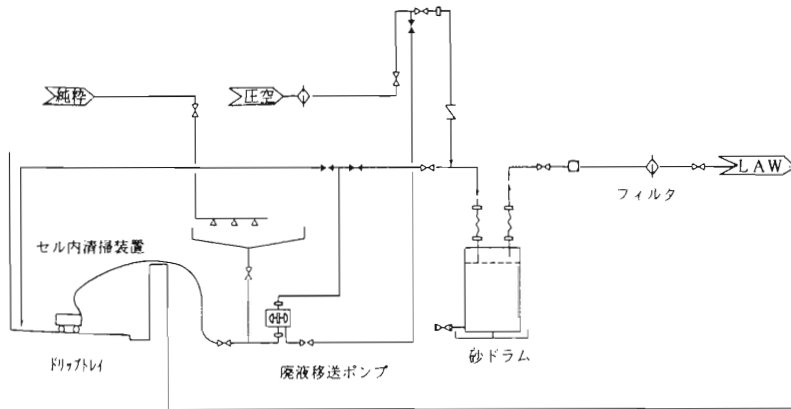 純粋
圧空
LAW
フィルタ
セル内清掃装置
ドリップトレイ
廃液移送ポンプ
砂ドラム